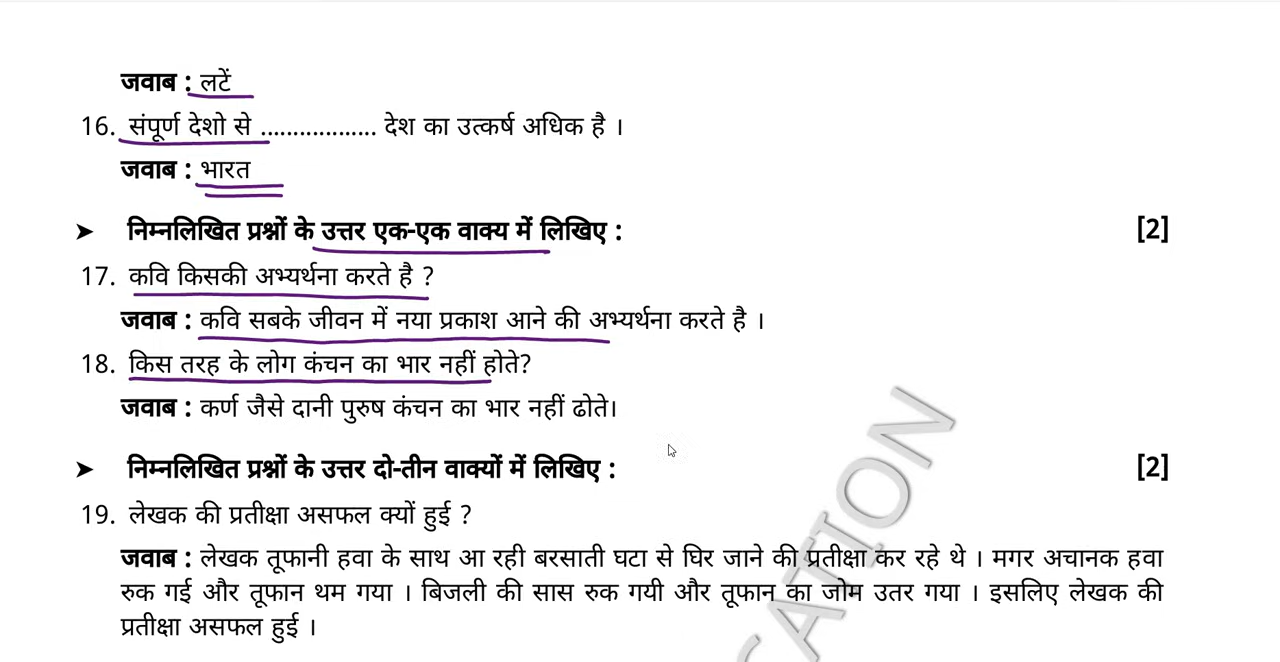 जवाब : लटें
16. संपूर्ण देशो से .................. देश का उत्कर्ष अधिक है ।
जवाब : भारत
➤ निम्नलिखित प्रश्नों के उत्तर एक-एक वाक्य में लिखिए : [2]
17. कवि किसकी अभ्यर्थना करते है ?
जवाब : कवि सबके जीवन में नया प्रकाश आने की अभ्यर्थना करते है ।
18. किस तरह के लोग कंचन का भार नहीं होते?
जवाब : कर्ण जैसे दानी पुरुष कंचन का भार नहीं ढोते।
➤ निम्नलिखित प्रश्नों के उत्तर दो-तीन वाक्यों में लिखिए : [2]
19. लेखक की प्रतीक्षा असफल क्यों हुई ?
जवाब : लेखक तूफानी हवा के साथ आ रही बरसाती घटा से घिर जाने की प्रतीक्षा कर रहे थे । मगर अचानक हवा
रुक गई और तूफान थम गया । बिजली की सास रुक गयी और तूफान का जोम उतर गया । इसलिए लेखक की
प्रतीक्षा असफल हुई ।
CATION